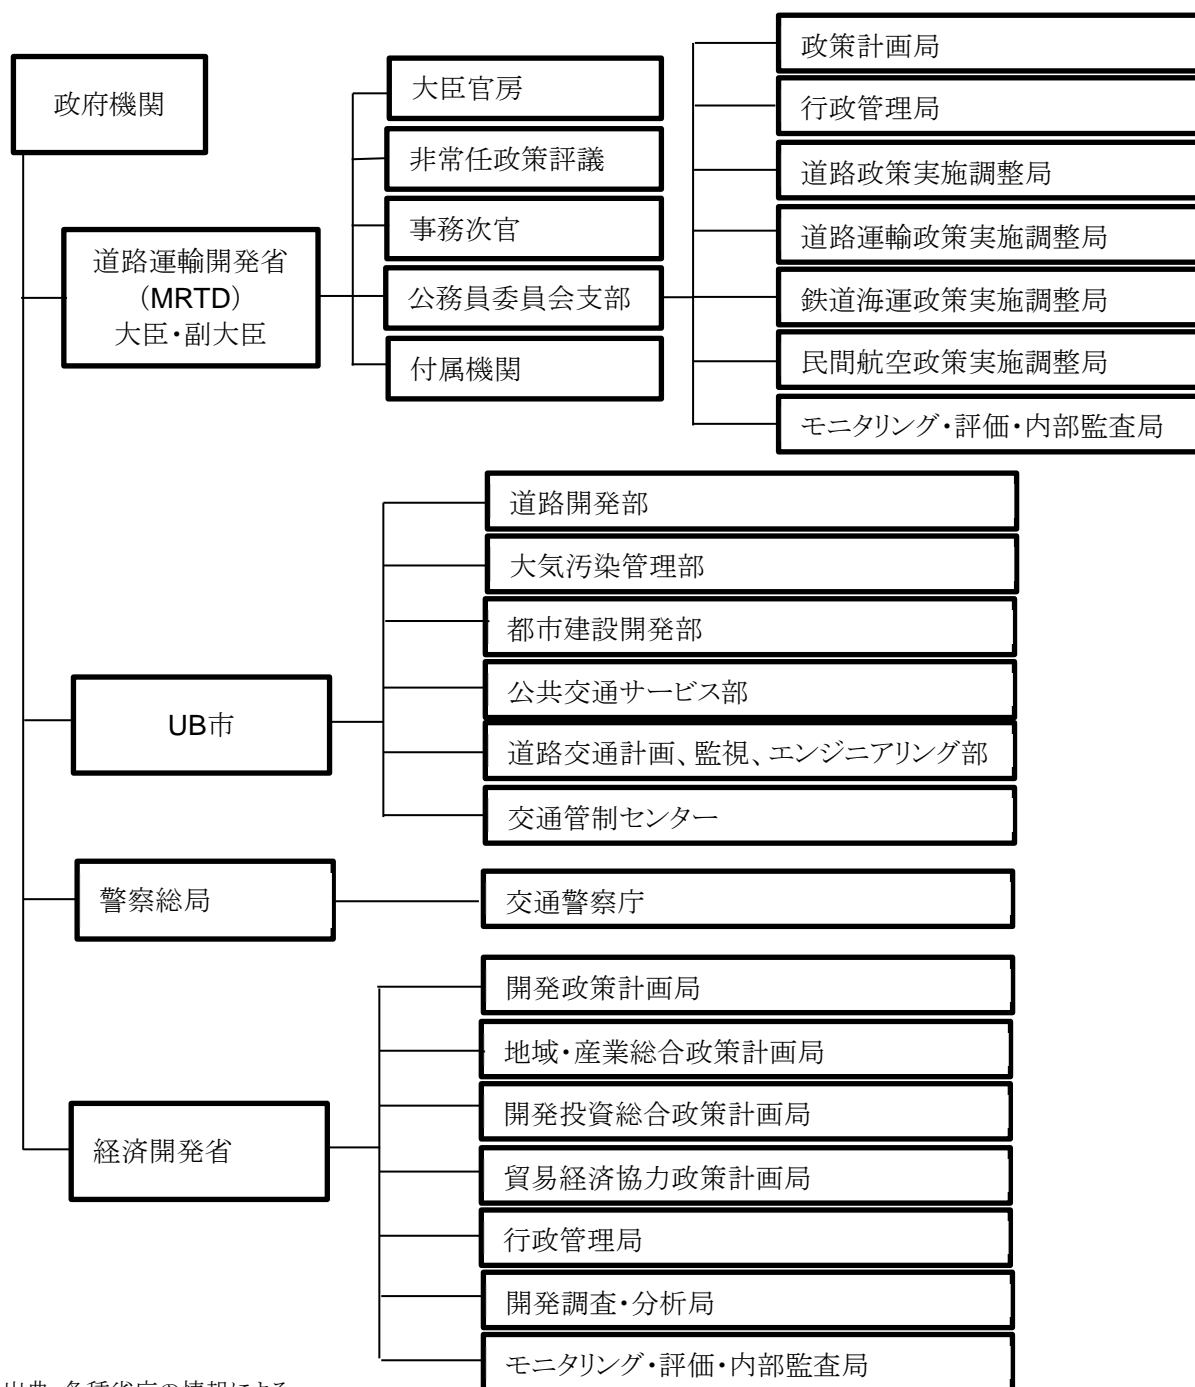 政府機関
道路運輸開発省
（MRTD）
大臣・副大臣
大臣官房
非常任政策評議
事務次官
公務員委員会支部
付属機関
政策計画局
行政管理局
道路政策実施調整局
道路運輸政策実施調整局
鉄道海運政策実施調整局
民間航空政策実施調整局
モニタリング・評価・内部監査局
UB市
道路開発部
大気汚染管理部
都市建設開発部
公共交通サービス部
道路交通計画、監視、エンジニアリング部
交通管制センター
警察総局
交通警察庁
経済開発省
開発政策計画局
地域・産業総合政策計画局
開発投資総合政策計画局
貿易経済協力政策計画局
行政管理局
開発調査・分析局
モニタリング・評価・内部監査局